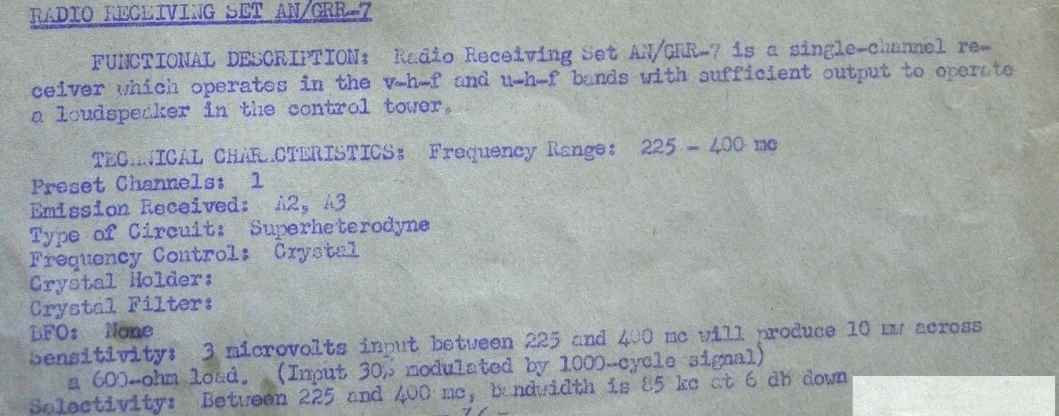 RADIO RECEIVING SET AN/GRR-7
FUNCTIONAL DESCRIPTION: Radio Receiving Set AN/GRR-7 is a single-channel re-
ceiver which operates in the v-h-f and u-h-f bands with sufficient output to operate
a loudspeaker in the control tower.
TECHNICAL CHARACTERISTICS: Frequency Range: 225 - 400 mc
Preset Channels: 1
Emission Received: A2, A3
Type of Circuit: Superheterodyne
Frequency Control: Crystal
Crystal Holder:
Crystal Filter:
BFO: None
Sensitivity: 3 microvolts input between 225 and 400 mc will produce 10 mw across
a 600-ohm load. (Input 30% modulated by 1000-cycle signal)
Selectivity: Between 225 and 400 mc, bandwidth is 85 kc at 6 db down